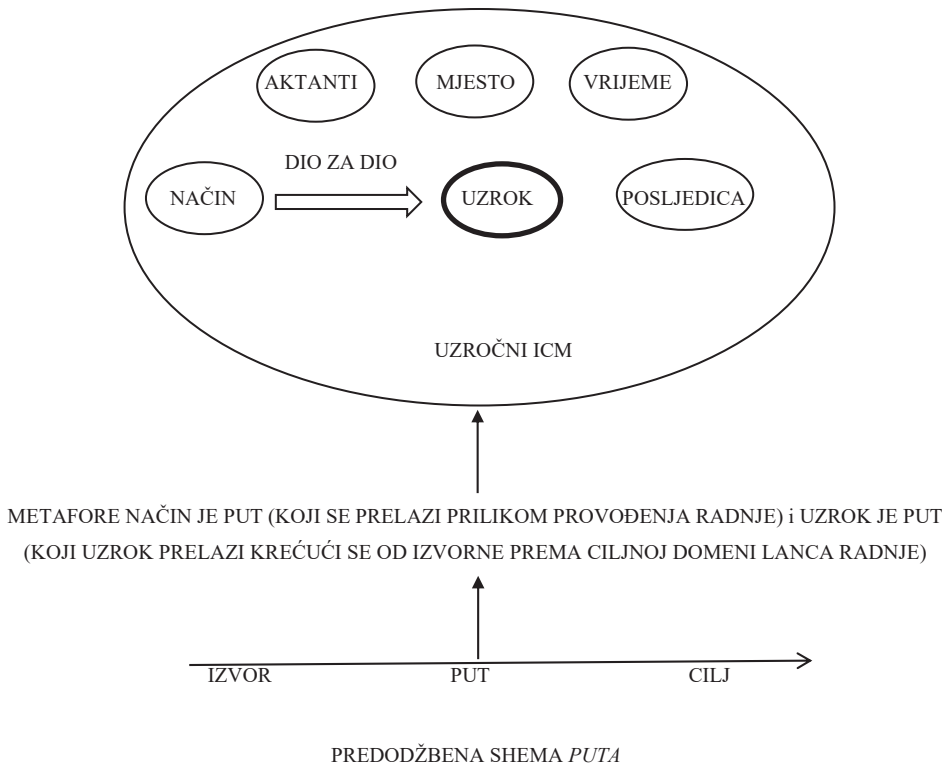 AKTANTI
MJESTO
VRIJEME
DIO ZA DIO
NAČIN
UZROK
POSLJEDICA
UZROČNI ICM
METAFORE NAČIN JE PUT (KOJI SE PRELAZI PRILIKOM PROVOĐENJA RADNJE) i UZROK JE PUT
(KOJI UZROK PRELAZI KREĆUĆI SE OD IZVORNE PREMA CILJNOJ DOMENI LANCA RADNJE)
IZVOR
PUT
CILJ
PREDODŽBENA SHEMA PUTA